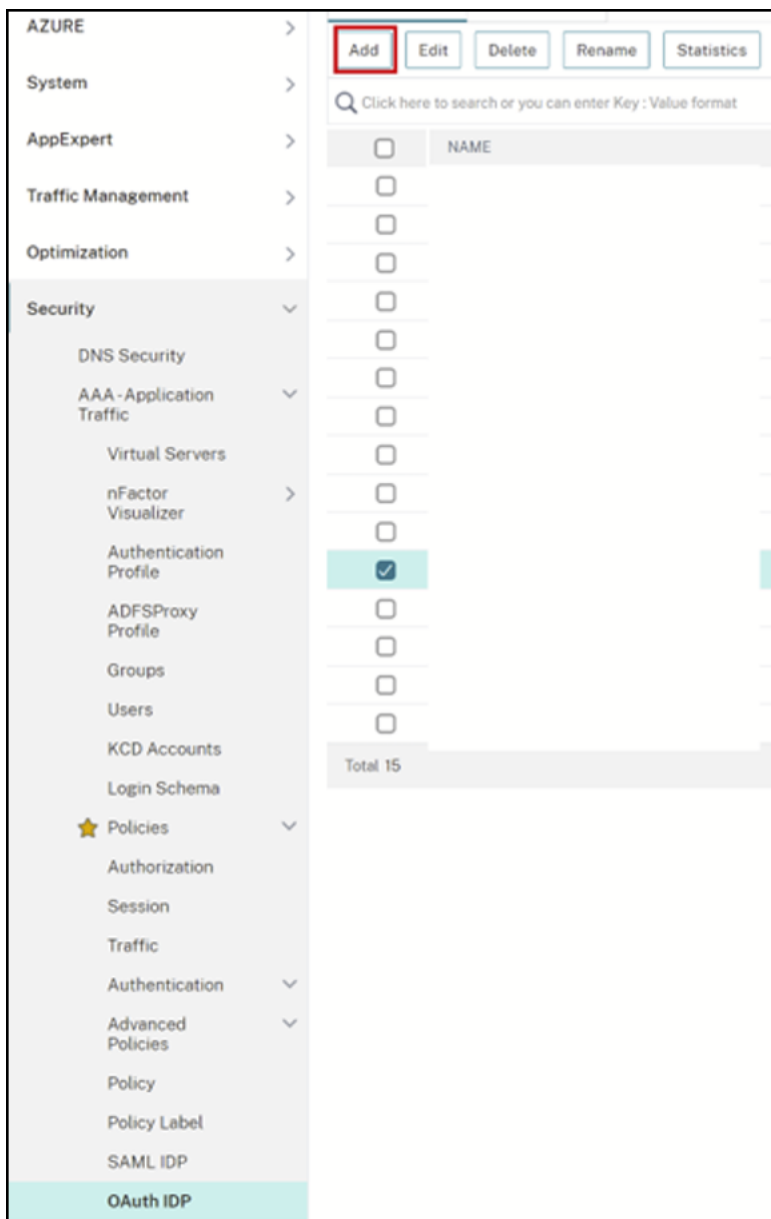 AZURE
System
AppExpert
Traffic Management
Optimization
Security
DNS Security
AAA - Application
Traffic
Virtual Servers
nFactor
Visualizer
Authentication
Profile
ADFSProxy
Profile
Groups
Users
KCD Accounts
Login Schema
Policies
Authorization
Session
Traffic
Authentication
Advanced
Policies
Policy
Policy Label
SAML IDP
OAuth IDP
Add Edit Delete Rename Statistics
Click here to search or you can enter Key : Value format
NAME
Total 15